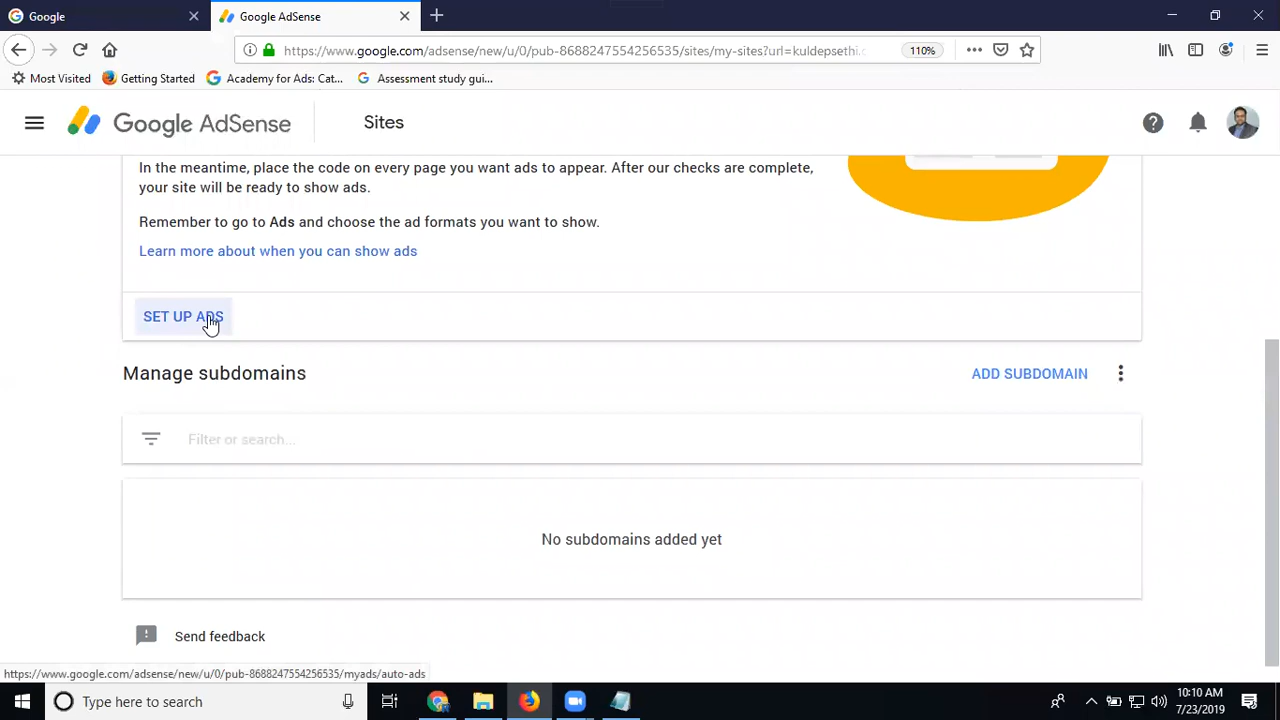 Google
Google AdSense
https://www.google.com/adsense/new/u/0/pub-8688247554256535/sites/my-sites?url=kuldepsethi.c
110%
Most Visited
Getting Started
Academy for Ads: Cat...
Assessment study gui...
Google AdSense
Sites
In the meantime, place the code on every page you want ads to appear. After our checks are complete,
your site will be ready to show ads.
Remember to go to Ads and choose the ad formats you want to show.
Learn more about when you can show ads
SET UP ADS
Manage subdomains
ADD SUBDOMAIN
Filter or search...
No subdomains added yet
Send feedback
https://www.google.com/adsense/new/u/0/pub-8688247554256535/myads/auto-ads
Type here to search
10:10 AM
7/23/2019